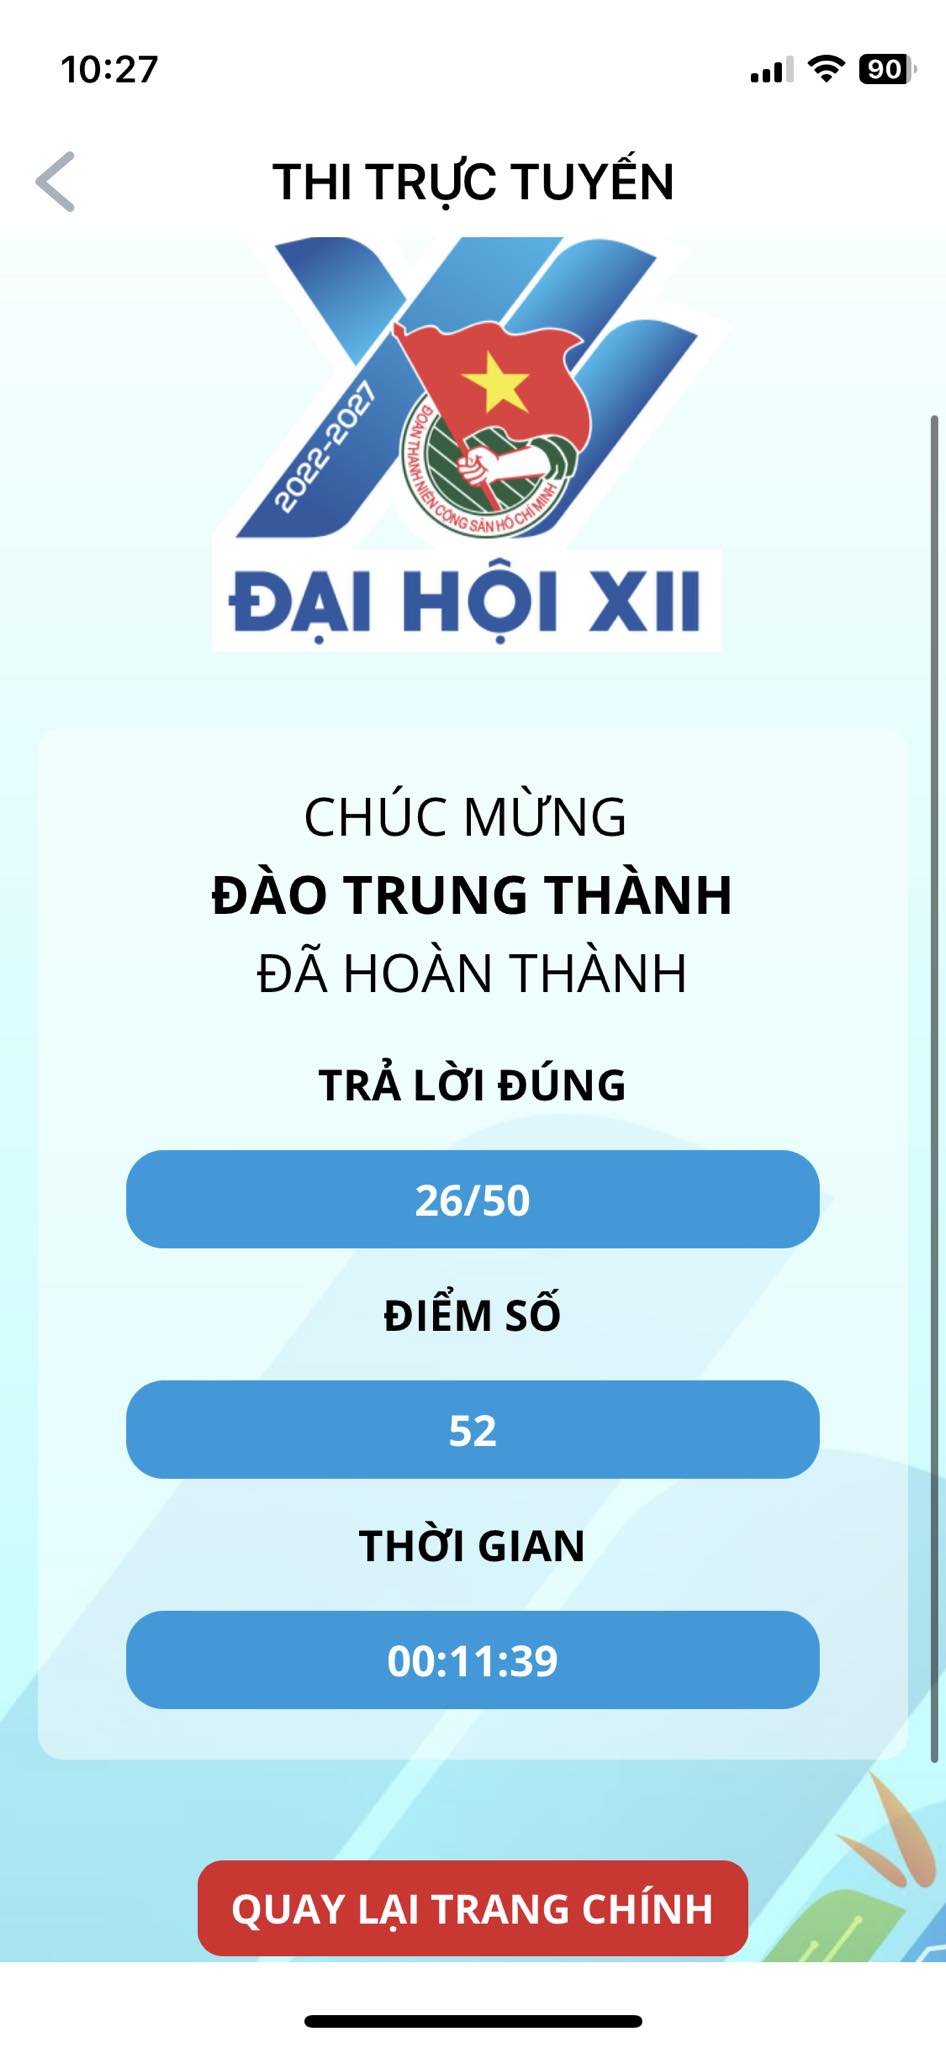 10:27
90
THI TRỰC TUYẾN
2022-2027
ĐOÀN THANH NIÊN CỘNG SẢN HỒ CHÍ MINH
ĐẠI HỘI XII
CHÚC MỪNG
ĐÀO TRUNG THÀNH
ĐÃ HOÀN THÀNH
TRẢ LỜI ĐÚNG
26/50
ĐIỂM SỐ
52
THỜI GIAN
00:11:39
QUAY LẠI TRANG CHÍNH